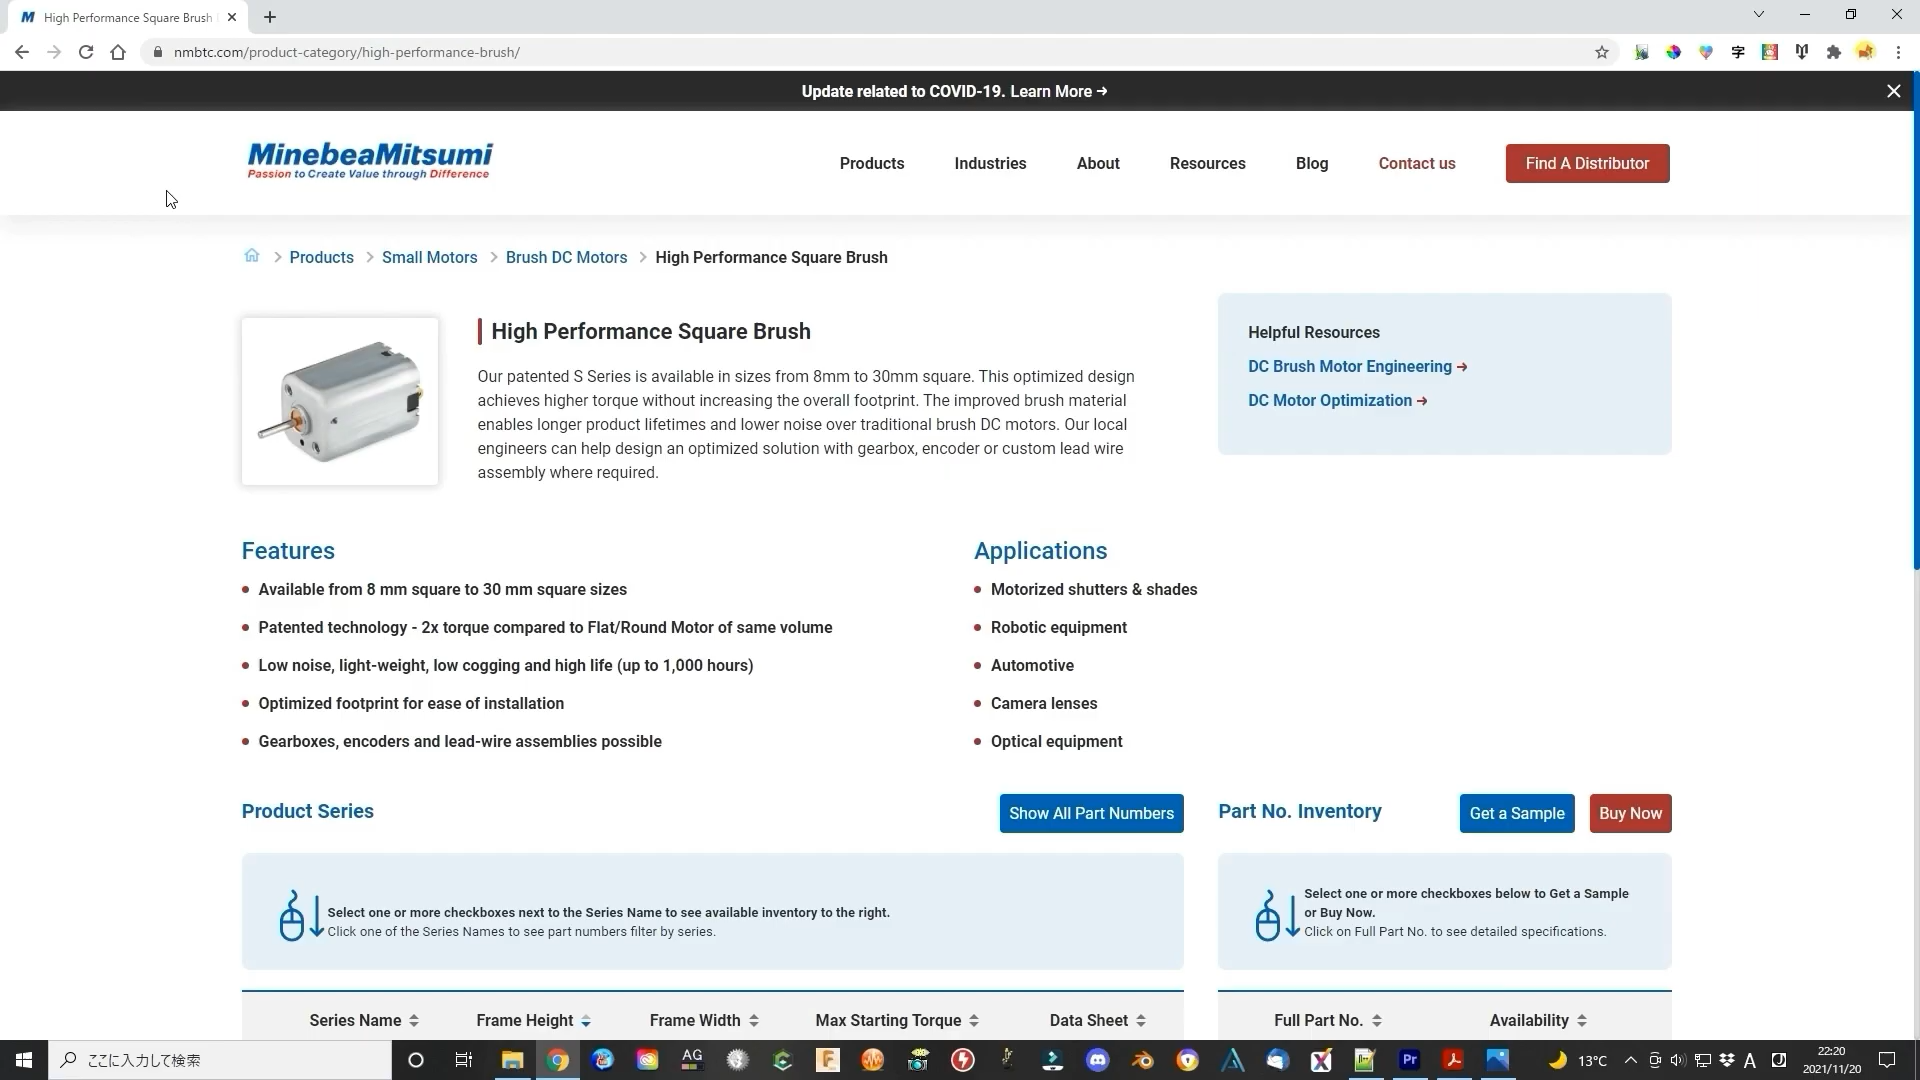 High Performance Square Brush
nmbtc.com/product-category/high-performance-brush/
字
Update related to COVID-19. Learn More →
MinebeaMitsumi
Passion to Create Value through Difference
Products
Industries
About
Resources
Blog
Contact us
Find A Distributor
Products
Small Motors
Brush DC Motors
High Performance Square Brush
High Performance Square Brush
Our patented S Series is available in sizes from 8mm to 30mm square. This optimized design
achieves higher torque without increasing the overall footprint. The improved brush material
enables longer product lifetimes and lower noise over traditional brush DC motors. Our local
engineers can help design an optimized solution with gearbox, encoder or custom lead wire
assembly where required.
Helpful Resources
DC Brush Motor Engineering →
DC Motor Optimization →
Features
Available from 8 mm square to 30 mm square sizes
Patented technology - 2x torque compared to Flat/Round Motor of same volume
Low noise, light-weight, low cogging and high life (up to 1,000 hours)
Optimized footprint for ease of installation
Gearboxes, encoders and lead-wire assemblies possible
Applications
Motorized shutters & shades
Robotic equipment
Automotive
Camera lenses
Optical equipment
Product Series
Show All Part Numbers
Select one or more checkboxes next to the Series Name to see available inventory to the right.
Click one of the Series Names to see part numbers filter by series.
Part No. Inventory
Get a Sample
Buy Now
Select one or more checkboxes below to Get a Sample
or Buy Now.
Click on Full Part No. to see detailed specifications.
Series Name
Frame Height
Frame Width
Max Starting Torque
Data Sheet
Full Part No.
Availability
ここに入力して検索
AG
Pr
13°C
A
22:20
2021/11/20